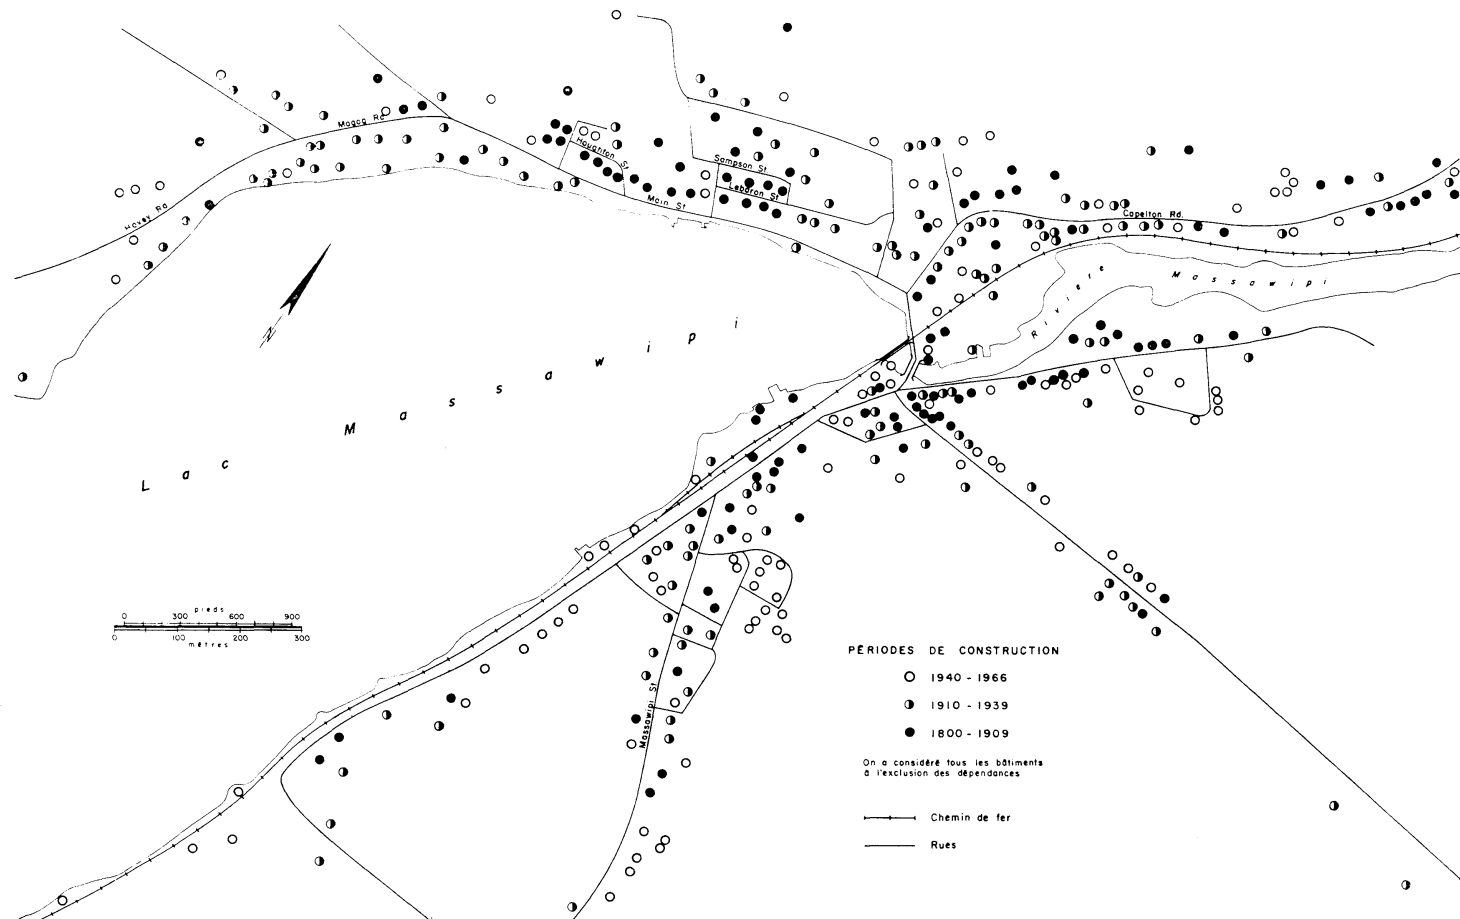 Magog Rd
Hovey Rd
Houghton St
Main St
Sampson St
Lebaron St
Capelton Rd.
Rivière Massawipi
N
Lac Massawipi
pieds
0 300 600 900
0 100 200 300
mètres
Massawipi St
PÉRIODES DE CONSTRUCTION
1940-1966
1910-1939
1800-1909
On a considéré tous les bâtiments
à l'exclusion des dépendances
Chemin de fer
Rues